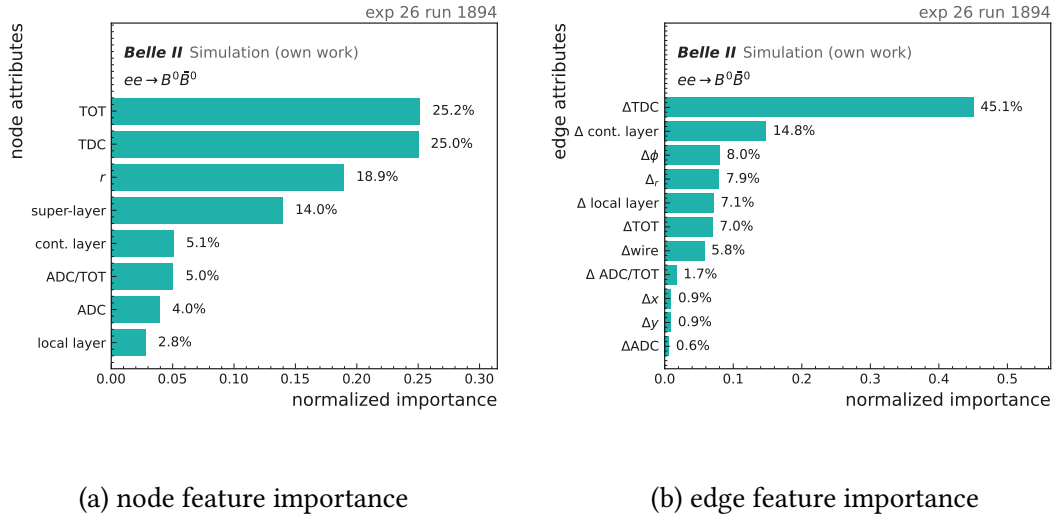 exp 26 run 1894
node attributes
Belle II Simulation (own work)
ee → B⁰B̄⁰
TOT 25.2%
TDC 25.0%
r 18.9%
super-layer 14.0%
cont. layer 5.1%
ADC/TOT 5.0%
ADC 4.0%
local layer 2.8%
0.00 0.05 0.10 0.15 0.20 0.25 0.30
normalized importance
(a) node feature importance
exp 26 run 1894
edge attributes
Belle II Simulation (own work)
ee → B⁰B̄⁰
ΔTDC 45.1%
Δ cont. layer 14.8%
Δϕ 8.0%
Δᵣ 7.9%
Δ local layer 7.1%
ΔTOT 7.0%
Δwire 5.8%
Δ ADC/TOT 1.7%
Δx 0.9%
Δy 0.9%
ΔADC 0.6%
0.0 0.1 0.2 0.3 0.4 0.5
normalized importance
(b) edge feature importance